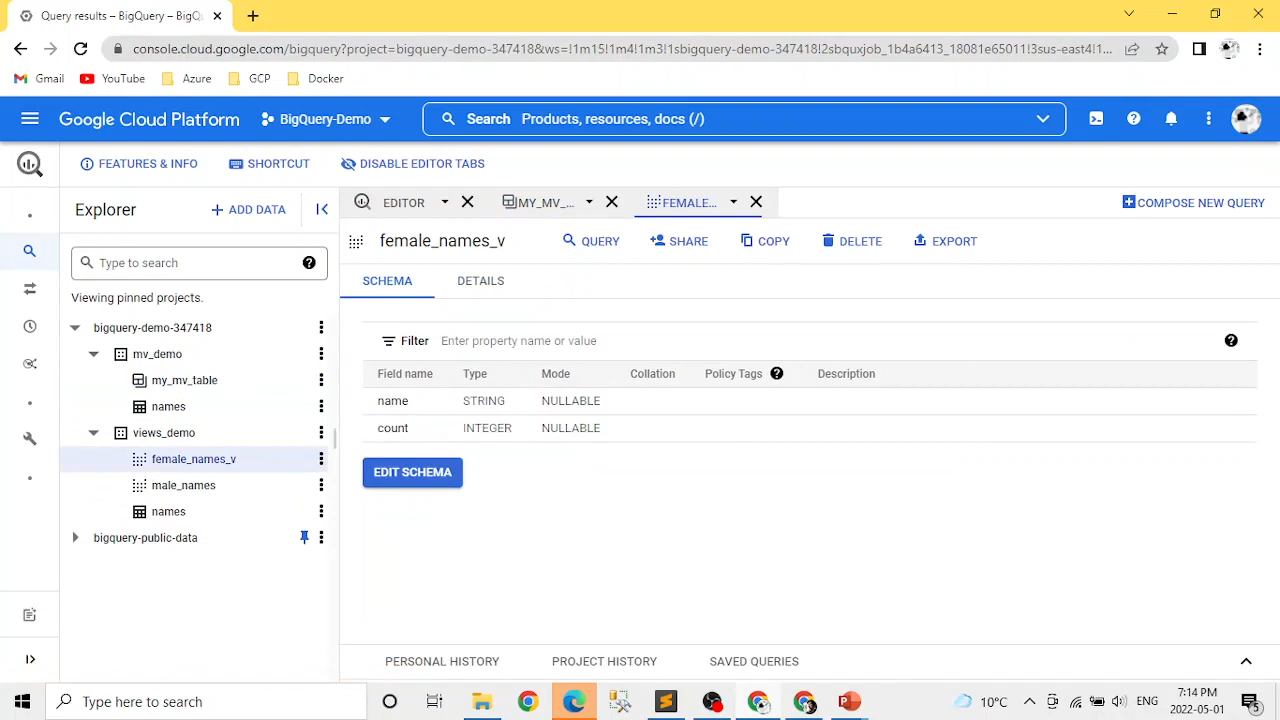 Query results – BigQuery – BigQ
console.cloud.google.com/bigquery?project=bigquery-demo-347418&ws=!1m15!1m4!1m3!1sbigquery-demo-347418!2sbquxjob_1b4a6413_18081e65011!3sus-east4!1...
Gmail YouTube Azure GCP Docker
Google Cloud Platform BigQuery-Demo Search Products, resources, docs (/)
FEATURES & INFO SHORTCUT DISABLE EDITOR TABS
Explorer + ADD DATA EDITOR MY_MV_... FEMALE... COMPOSE NEW QUERY
female_names_v QUERY SHARE COPY DELETE EXPORT
Type to search
SCHEMA DETAILS
Viewing pinned projects.
bigquery-demo-347418
mv_demo
my_mv_table
names
views_demo
female_names_v
male_names
names
bigquery-public-data
Filter Enter property name or value
Field name Type Mode Collation Policy Tags Description
name STRING NULLABLE
count INTEGER NULLABLE
EDIT SCHEMA
PERSONAL HISTORY PROJECT HISTORY SAVED QUERIES
Type here to search
10°C ENG
7:14 PM
2022-05-01
5